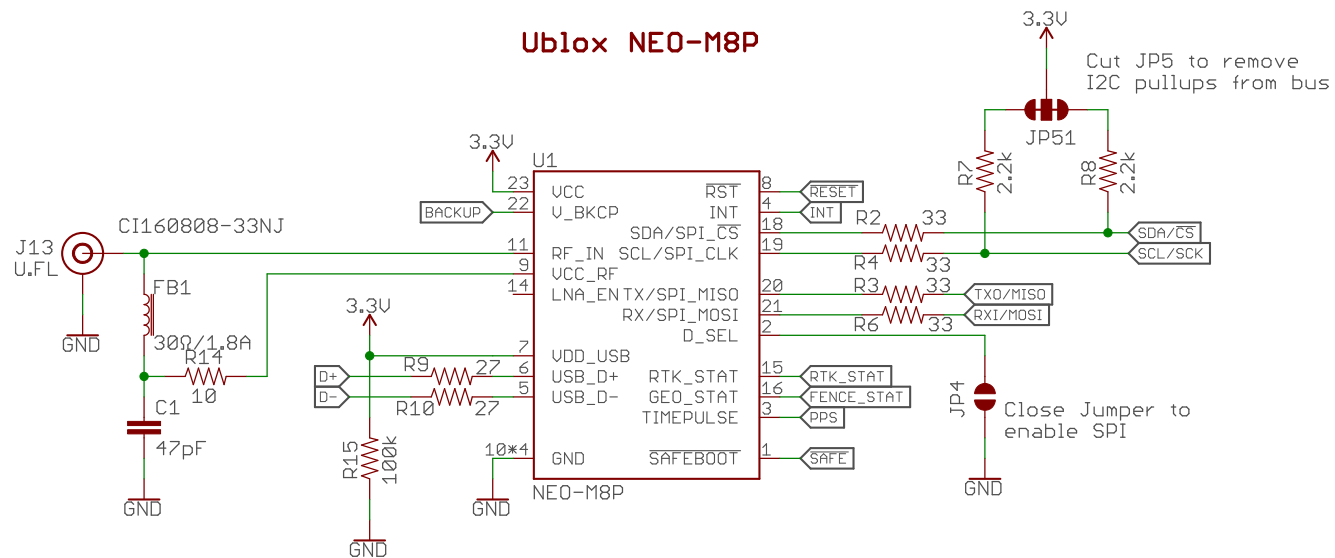 Ublox NEO-M8P
3.3V
Cut JP5 to remove
I2C pullups from bus
JP51
R7
2.2k
R8
2.2k
3.3V
U1
23
VCC
22
V_BKCP
BACKUP
11
RF_IN
9
VCC_RF
14
LNA_EN
7
VDD_USB
6
USB_D+
5
USB_D-
10*4
GND
NEO-M8P
RST
8
RESET
INT
4
INT
SDA/SPI_CS
18
R2
33
SDA/CS
SCL/SPI_CLK
19
R4
33
SCL/SCK
TX/SPI_MISO
20
R3
33
TXO/MISO
RX/SPI_MOSI
21
R6
33
RXI/MOSI
D_SEL
2
RTK_STAT
15
RTK_STAT
GEO_STAT
16
FENCE_STAT
TIMEPULSE
3
PPS
SAFEBOOT
1
SAFE
JP4
Close Jumper to
enable SPI
GND
CI160808-33NJ
J13
U.FL
GND
FB1
30Ω/1.8A
R14
10
C1
47pF
GND
3.3V
D+
R9
27
D-
R10
27
R15
100k
GND
GND